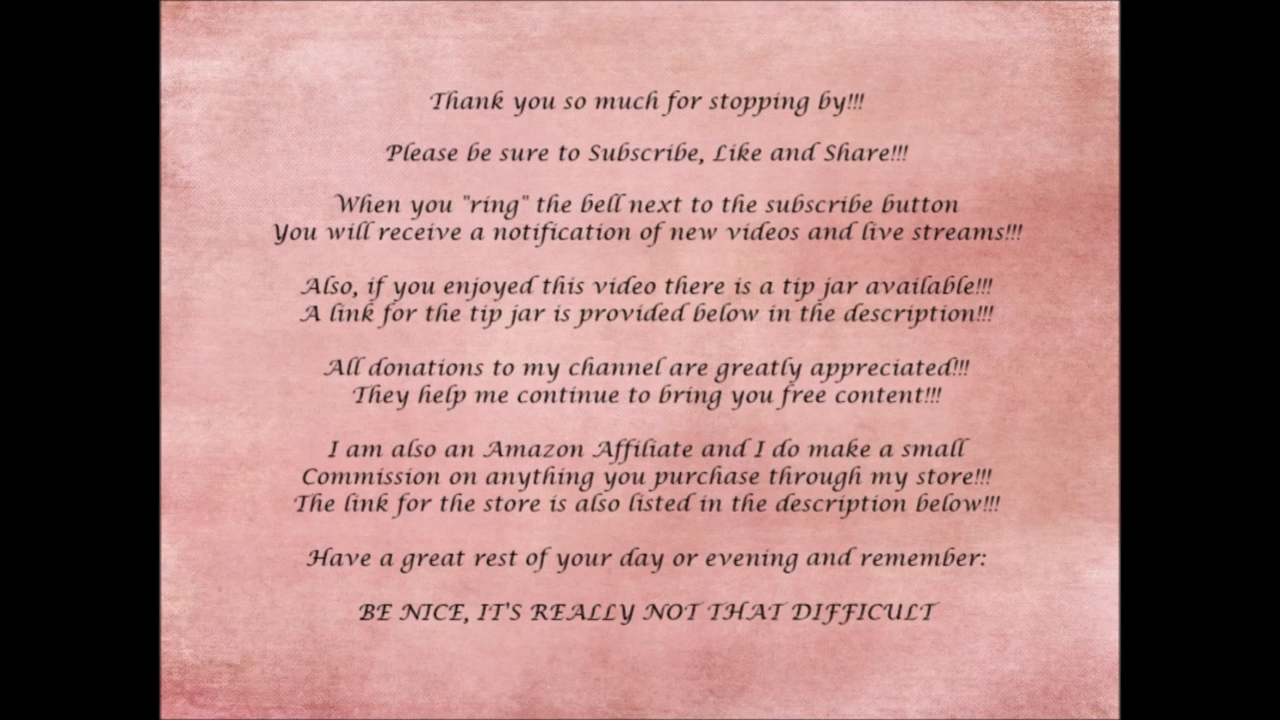 Thank you so much for stopping by!!!
Please be sure to Subscribe, Like and Share!!!
When you "ring" the bell next to the subscribe button
You will receive a notification of new videos and live streams!!!
Also, if you enjoyed this video there is a tip jar available!!!
A link for the tip jar is provided below in the description!!!
All donations to my channel are greatly appreciated!!!
They help me continue to bring you free content!!!
I am also an Amazon Affiliate and I do make a small
Commission on anything you purchase through my store!!!
The link for the store is also listed in the description below!!!
Have a great rest of your day or evening and remember:
BE NICE, IT'S REALLY NOT THAT DIFFICULT